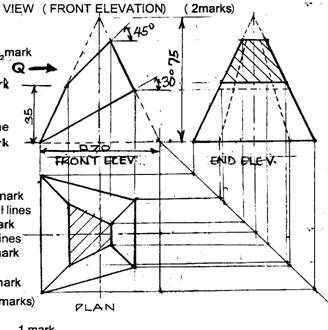 VIEW ( FRONT ELEVATION) (2marks)
45°
mark
Q
30°
75
35
70
FRONT ELEV.
END ELEV.
mark
lines
mark
lines
mark
mark
marks)
PLAN
1 mark